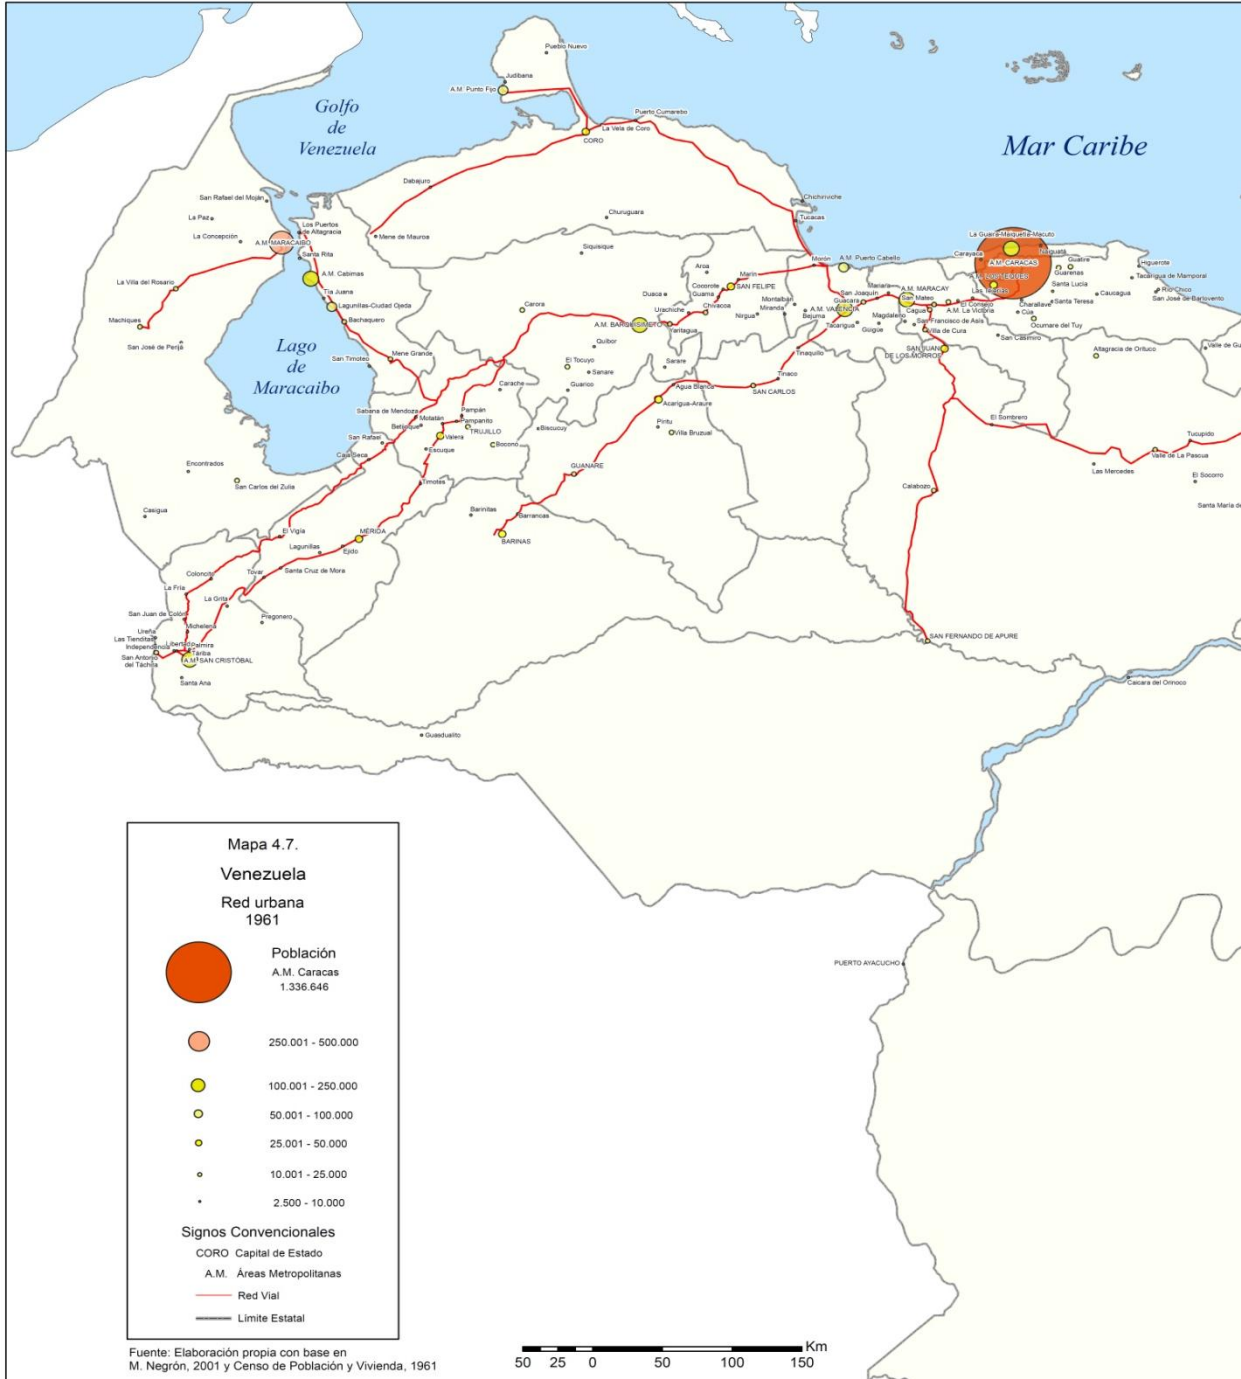 Pueblo Nuevo
Judibana
A.M. Punto Fijo
Golfo
de
Venezuela
Puerto Cumarebo
La Vela de Coro
CORO
Mar Caribe
Dabajuro
San Rafael del Moján
La Paz
La Concepción
Los Puertos
de Altagracia
A.M. MARACAIBO
Santa Rita
Mene de Mauroa
Churuguara
Siquisique
Chichiriviche
Tucacas
Morón
A.M. Puerto Cabello
La Guaira-Maiquetía-Macuto
Naiguatá
Carayaca
A.M. CARACAS
Guatire
Guarenas
Higuerote
Tacarigua de Mamporal
Río Chico
San José de Barlovento
A.M. Cabimas
La Villa del Rosario
Tía Juana
Lagunillas-Ciudad Ojeda
Bachaquero
Machiques
San José de Perijá
Lago
de
Maracaibo
San Timoteo
Mene Grande
Carora
Aroa
Cocorote
Marín
SAN FELIPE
Guama
Duaca
Urachiche
Chivacoa
Yaritagua
A.M. BARQUISIMETO
Nirgua
Montalbán
Miranda
Bejuma
San Joaquín
Mariara
Guacara
A.M. VALENCIA
Tacarigua
Güigüe
Magdaleno
A.M. MARACAY
San Mateo
Cagua
A.M. La Victoria
El Consejo
San Francisco de Asís
Villa de Cura
A.M. LOS TEQUES
Las Tejerías
Charallave
Cúa
Santa Lucía
Santa Teresa
Caucagua
Ocumare del Tuy
San Casimiro
SAN JUAN
DE LOS MORROS
Altagracia de Orituco
Valle de Gu
Quíbor
El Tocuyo
Sanare
Guarico
Sarare
Agua Blanca
Acarigua-Araure
Píritu
Villa Bruzual
Tinaquillo
Tinaco
SAN CARLOS
Carache
Sabana de Mendoza
Motatán
Betijoque
Pampán
Pampanito
TRUJILLO
Valera
Escuque
Boconó
Biscucuy
San Rafael
Caja Seca
Timotes
El Sombrero
Tucupido
Valle de La Pascua
Las Mercedes
El Socorro
Santa María de
Calabozo
Encontrados
San Carlos del Zulia
Casigua
GUANARE
Barinitas
Barrancas
BARINAS
El Vigía
MÉRIDA
Lagunillas
Ejido
Santa Cruz de Mora
Tovar
Coloncito
La Fría
La Grita
Pregonero
San Juan de Colón
Michelena
Ureña
Las Tienditas
Independencia
Libertad
Palmira
Táriba
San Antonio
del Táchira
A.M. SAN CRISTÓBAL
Santa Ana
SAN FERNANDO DE APURE
Caicara del Orinoco
Guasdualito
PUERTO AYACUCHO
Mapa 4.7.
Venezuela
Red urbana
1961
Población
A.M. Caracas
1.336.646
250.001 - 500.000
100.001 - 250.000
50.001 - 100.000
25.001 - 50.000
10.001 - 25.000
2.500 - 10.000
Signos Convencionales
CORO Capital de Estado
A.M. Áreas Metropolitanas
Red Vial
Límite Estatal
Fuente: Elaboración propia con base en
M. Negrón, 2001 y Censo de Población y Vivienda, 1961
Km
50 25 0 50 100 150